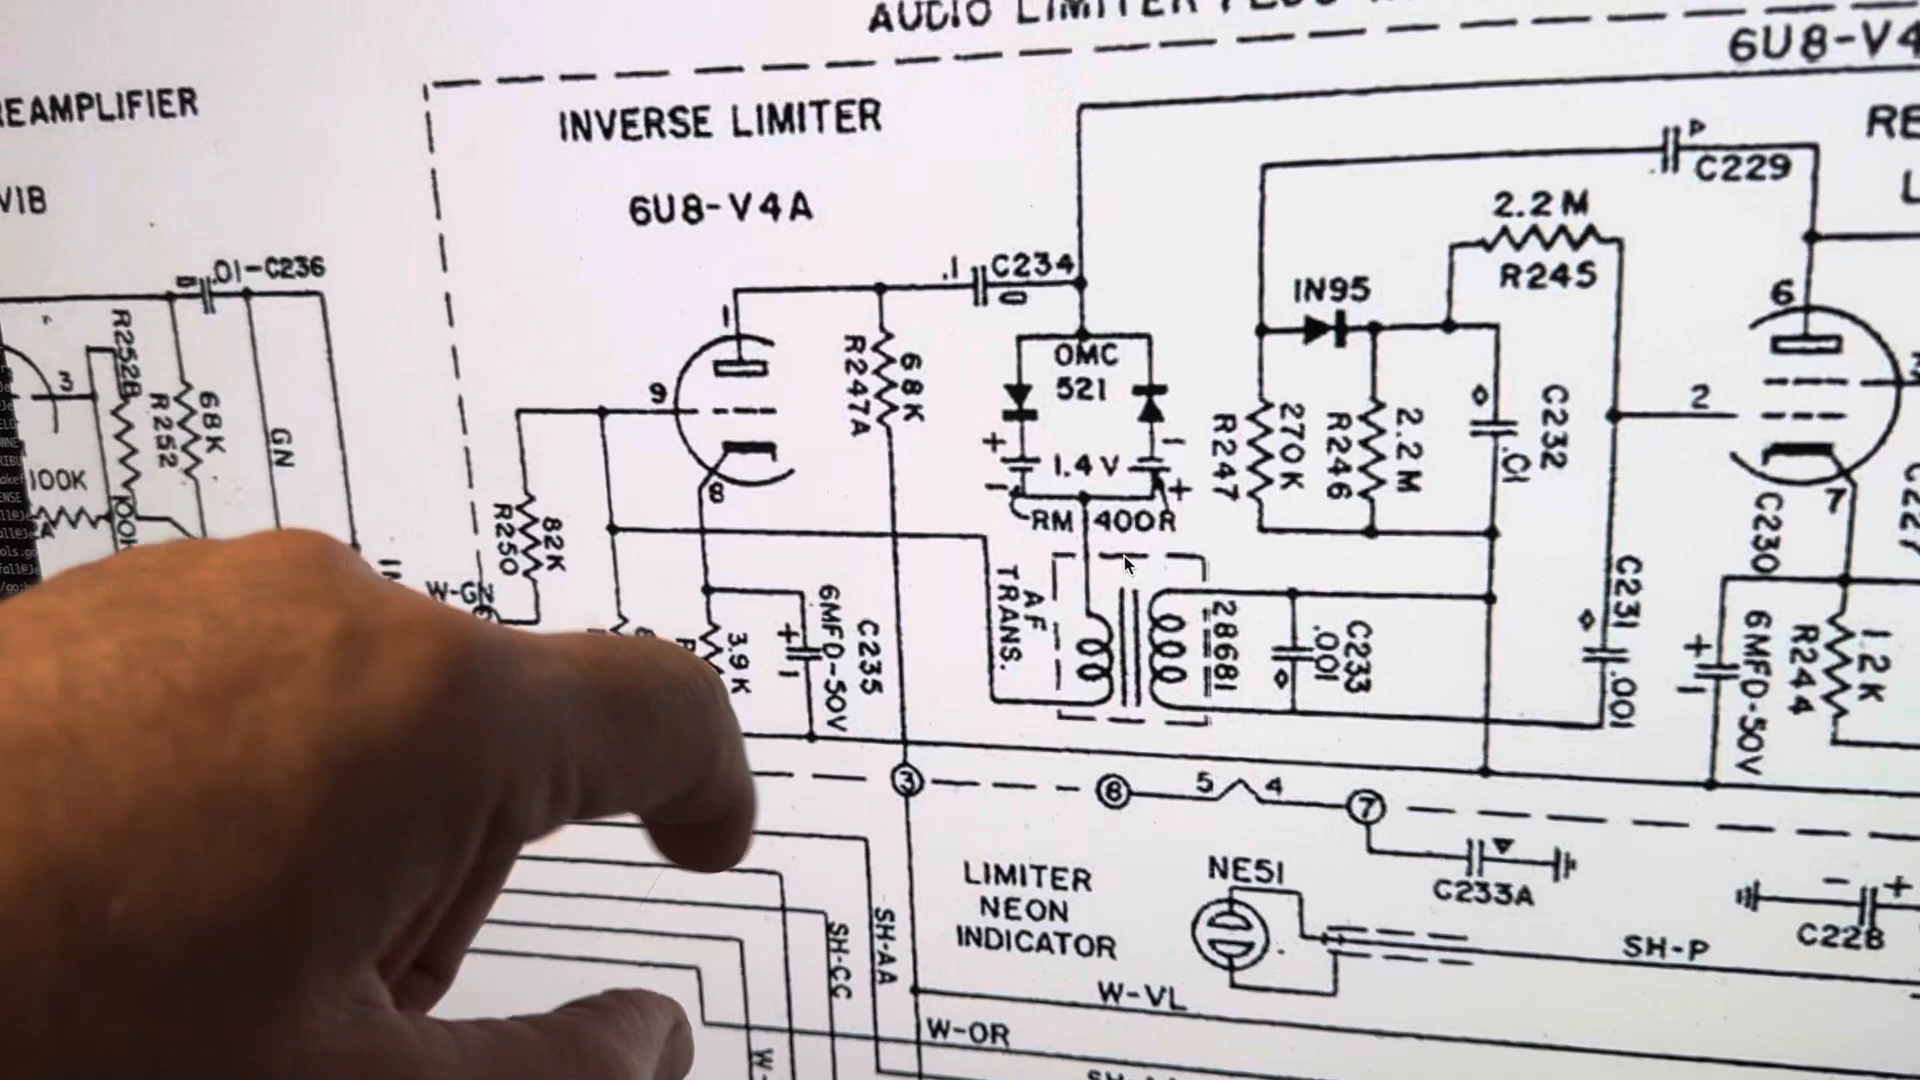 AUDIO LIMITER
6U8-V4
REAMPLIFIER
INVERSE LIMITER
V1B
6U8-V4A
C229
2.2M
R245
.01-C236
.1
C234
IN95
6
1
OMC
521
R252B
R252
68K
3
9
R247A
68K
2
GN
+
-
1.4V
-
+
R247
270K
R246
2.2M
.01
C232
100K
100K
8
RM
400R
7
C230
C227
R250
82K
AF
TRANS.
W-GN
3.9K
+
6MFD-50V
C235
28681
.001
C233
C231
.001
+
6MFD-50V
R244
1.2K
3
6
5
4
7
LIMITER
NEON
INDICATOR
NE51
C233A
-
+
C228
SH-CC
SH-AA
SH-P
W-VL
W-OR